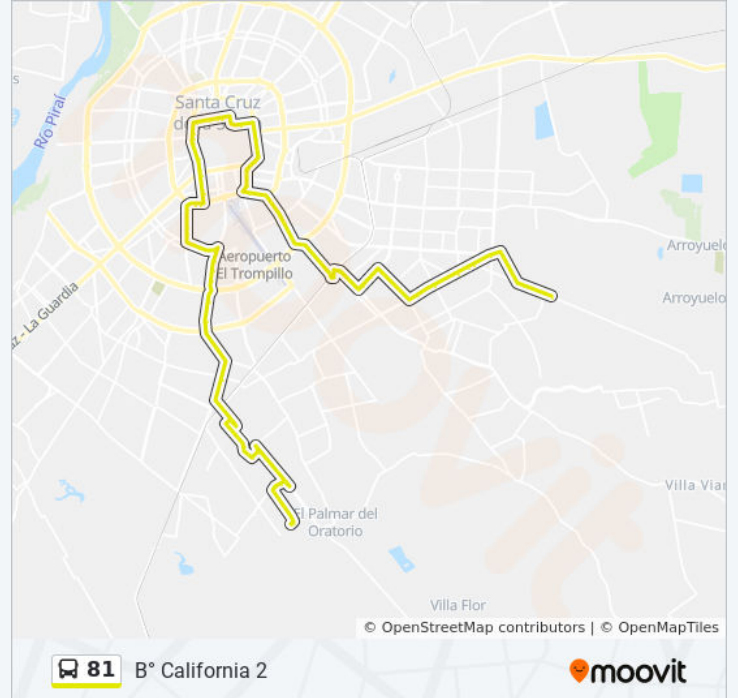 s
Santa Cruz
Río Piraí
Aeropuerto
El Trompillo
Arroyuelo
Arroyuelo
az - La Guardia
El Palmar del
Oratorio
Villa Via
Villa Flor
© OpenStreetMap contributors | © OpenMapTiles
81 B° California 2
moovit